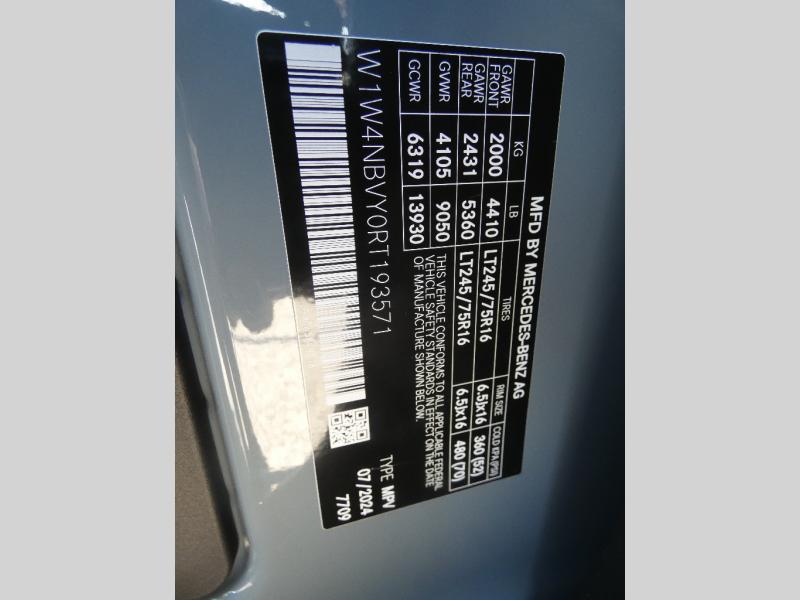 MFD BY MERCEDES-BENZ AG
KG LB TIRES RIM SIZE COLD KPA (PSI)
GAWR FRONT 2000 4410 LT245/75R16 6.5Jx16 360 (52)
GAWR REAR 2431 5360 LT245/75R16 6.5Jx16 480 (70)
GVWR 4105 9050
GCWR 6319 13930
THIS VEHICLE CONFORMS TO ALL APPLICABLE FEDERAL
VEHICLE SAFETY STANDARDS IN EFFECT ON THE DATE
OF MANUFACTURE SHOWN.
W1W4NBVY0RT193571
TYPE MPV
07/2024
7709